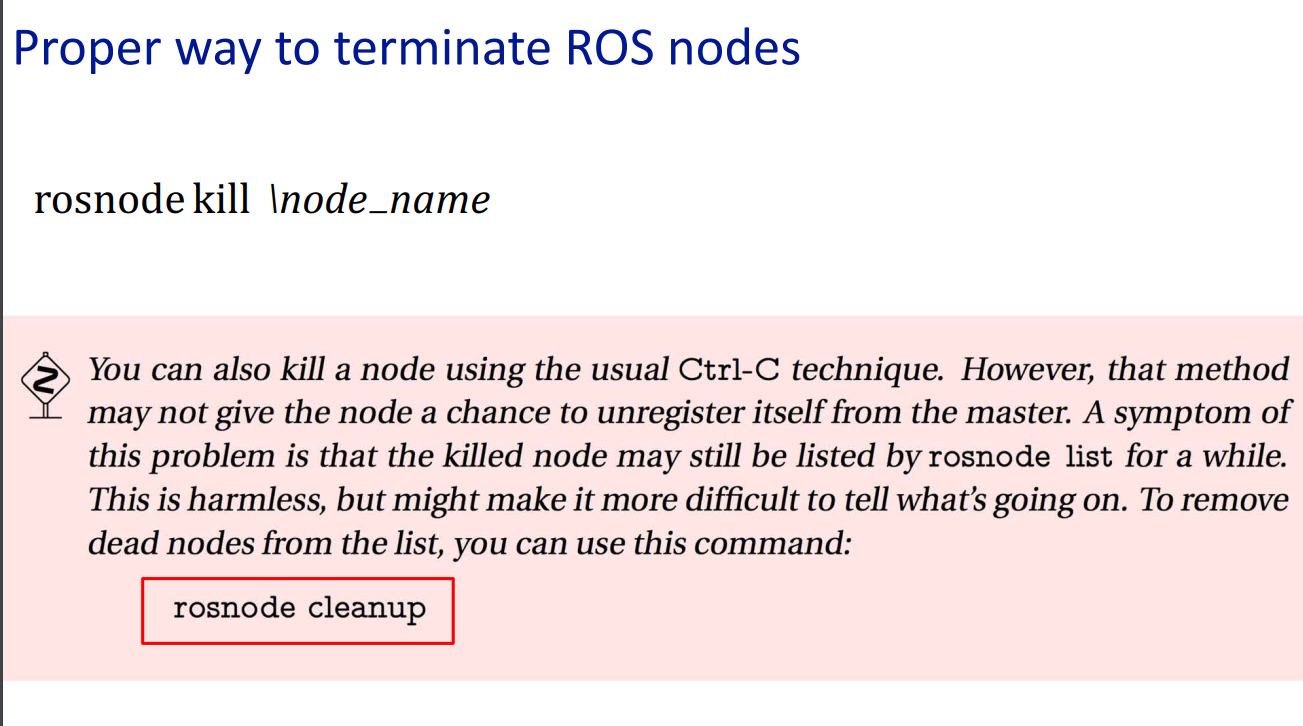 Proper way to terminate ROS nodes
rosnode kill \node_name
You can also kill a node using the usual Ctrl-C technique. However, that method
may not give the node a chance to unregister itself from the master. A symptom of
this problem is that the killed node may still be listed by rosnode list for a while.
This is harmless, but might make it more difficult to tell what's going on. To remove
dead nodes from the list, you can use this command:
rosnode cleanup